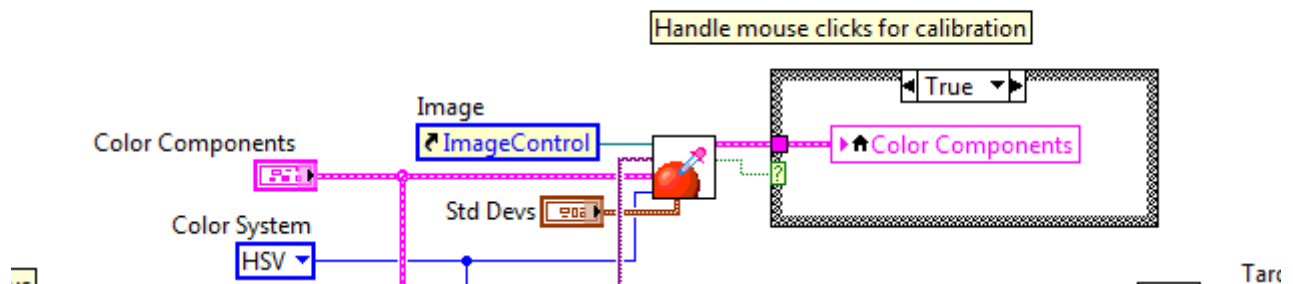 Handle mouse clicks for calibration
True
Image
ImageControl
Color Components
Color Components
?
Std Devs
Color System
HSV